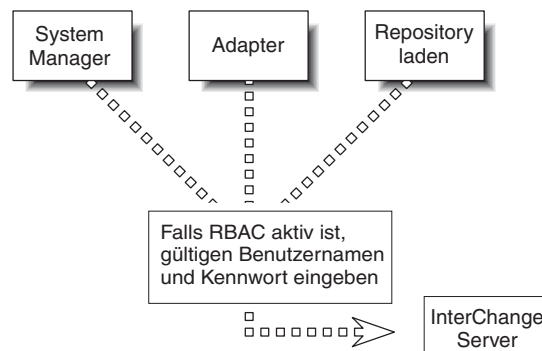 System
Manager
Adapter
Repository
laden
Falls RBAC aktiv ist,
gültigen Benutzernamen
und Kennwort eingeben
InterChange
Server